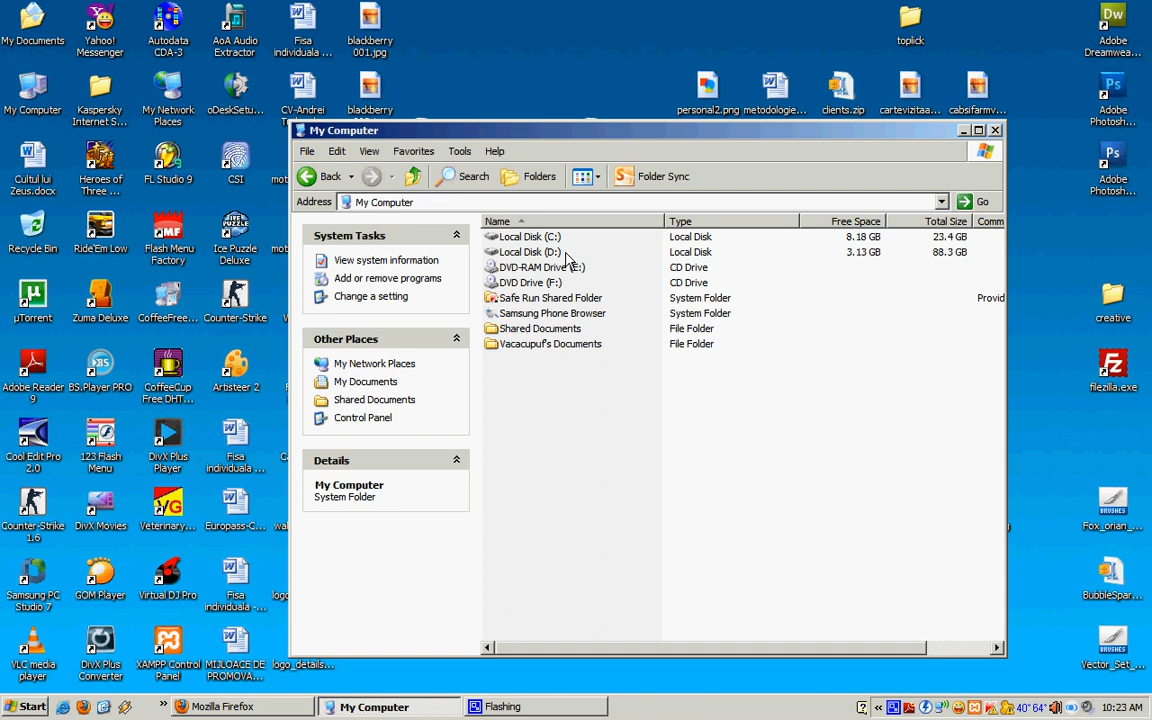 My Documents
Yahoo!
Messenger
Autodata
CDA-3
AoA Audio
Extractor
Fisa
individuala ...
blackberry
001.jpg
toplick
Adobe
Dreamwea...
My Computer
Kaspersky
Internet S...
My Network
Places
oDeskSetu...
CV-Andrei
blackberry
personal2.png
metodologie...
clients.zip
cartevizitaa...
cabsifarmv...
Adobe
Photosh...
Cultul lui
Zeus.docx
Heroes of
Three ...
FL Studio 9
CSI
Adobe
Photosh...
Recycle Bin
Ride'Em Low
Flash Menu
Factory
Ice Puzzle
Deluxe
µTorrent
Zuma Deluxe
CoffeeFree...
Counter-Strike
creative
Adobe Reader
9
BS.Player PRO
CoffeeCup
Free DHT...
Artisteer 2
filezilla.exe
Cool Edit Pro
2.0
123 Flash
Menu
DivX Plus
Player
Fisa
individuala ...
Counter-Strike
1.6
DivX Movies
Veterinary...
Europass-C...
Fox_orian_...
Samsung PC
Studio 7
GOM Player
Virtual DJ Pro
Fisa
individuala -...
BubbleSpar...
VLC media
player
DivX Plus
Converter
XAMPP Control
Panel
MIJLOACE DE
PROMOVA...
logo_details...
Vector_Set_...
My Computer
File Edit View Favorites Tools Help
Back Search Folders Folder Sync
Address My Computer Go
System Tasks
View system information
Add or remove programs
Change a setting
Other Places
My Network Places
My Documents
Shared Documents
Control Panel
Details
My Computer
System Folder
Name Type Free Space Total Size Comm
Local Disk (C:) Local Disk 8.18 GB 23.4 GB
Local Disk (D:) Local Disk 3.13 GB 88.3 GB
DVD-RAM Drive (E:) CD Drive
DVD Drive (F:) CD Drive
Safe Run Shared Folder System Folder Provid
Samsung Phone Browser System Folder
Shared Documents File Folder
Vacacupuf's Documents File Folder
Start Mozilla Firefox My Computer Flashing 40° 64° 10:23 AM